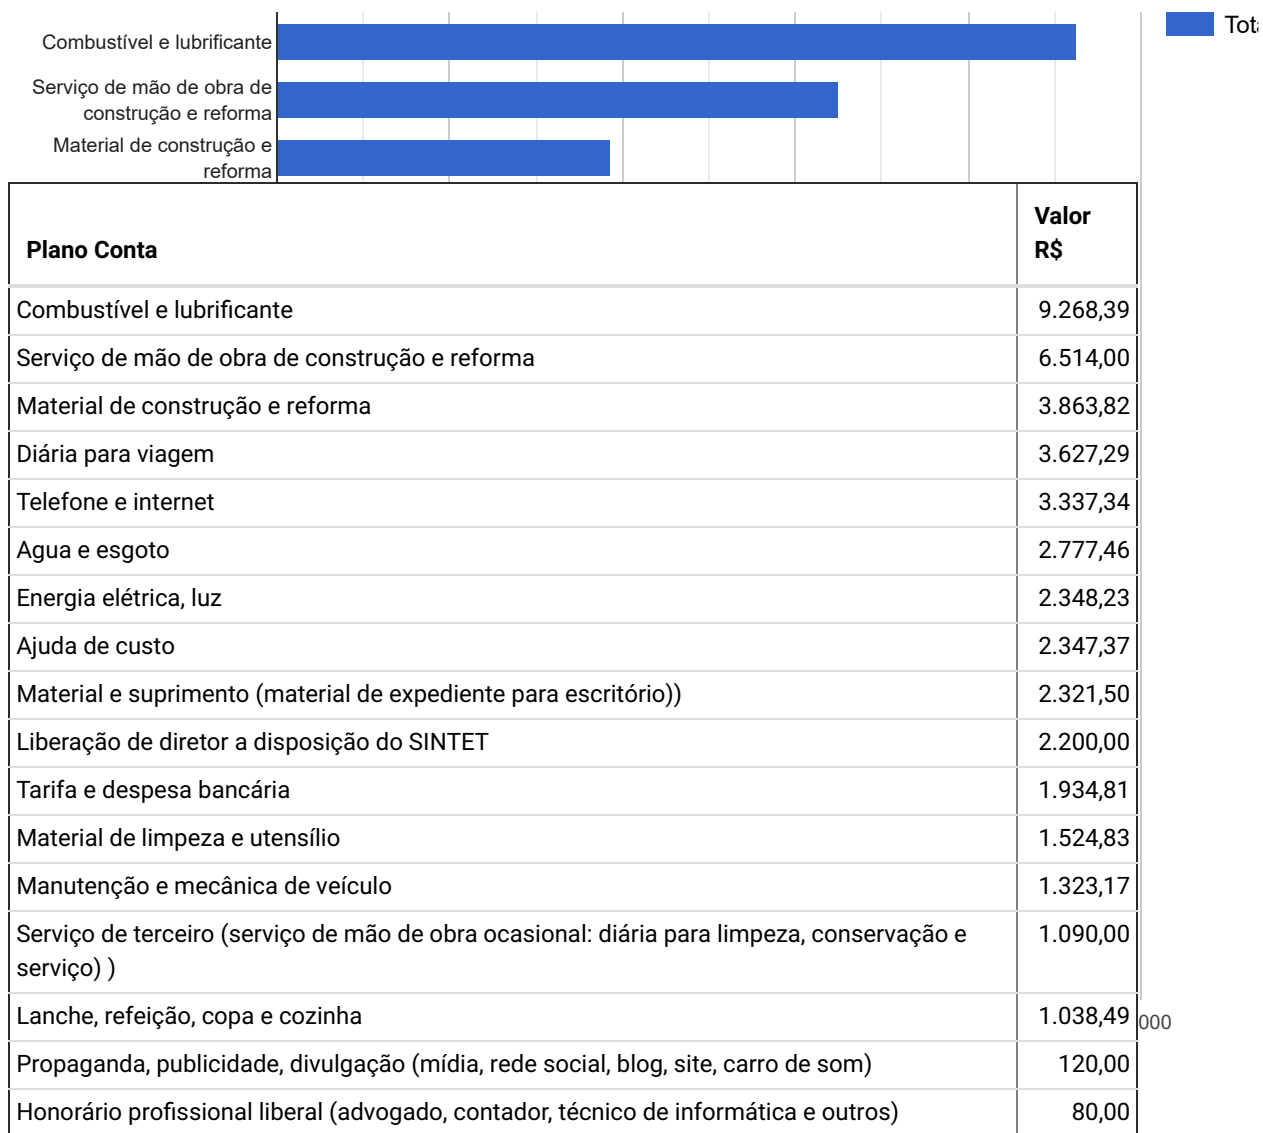 Combustível e lubrificante
Serviço de mão de obra de
construção e reforma
Material de construção e
reforma
Plano Conta
Valor
R$
Combustível e lubrificante 9.268,39
Serviço de mão de obra de construção e reforma 6.514,00
Material de construção e reforma 3.863,82
Diária para viagem 3.627,29
Telefone e internet 3.337,34
Agua e esgoto 2.777,46
Energia elétrica, luz 2.348,23
Ajuda de custo 2.347,37
Material e suprimento (material de expediente para escritório)) 2.321,50
Liberação de diretor a disposição do SINTET 2.200,00
Tarifa e despesa bancária 1.934,81
Material de limpeza e utensílio 1.524,83
Manutenção e mecânica de veículo 1.323,17
Serviço de terceiro (serviço de mão de obra ocasional: diária para limpeza, conservação e 1.090,00
serviço) )
Lanche, refeição, copa e cozinha 1.038,49
Propaganda, publicidade, divulgação (mídia, rede social, blog, site, carro de som) 120,00
Honorário profissional liberal (advogado, contador, técnico de informática e outros) 80,00